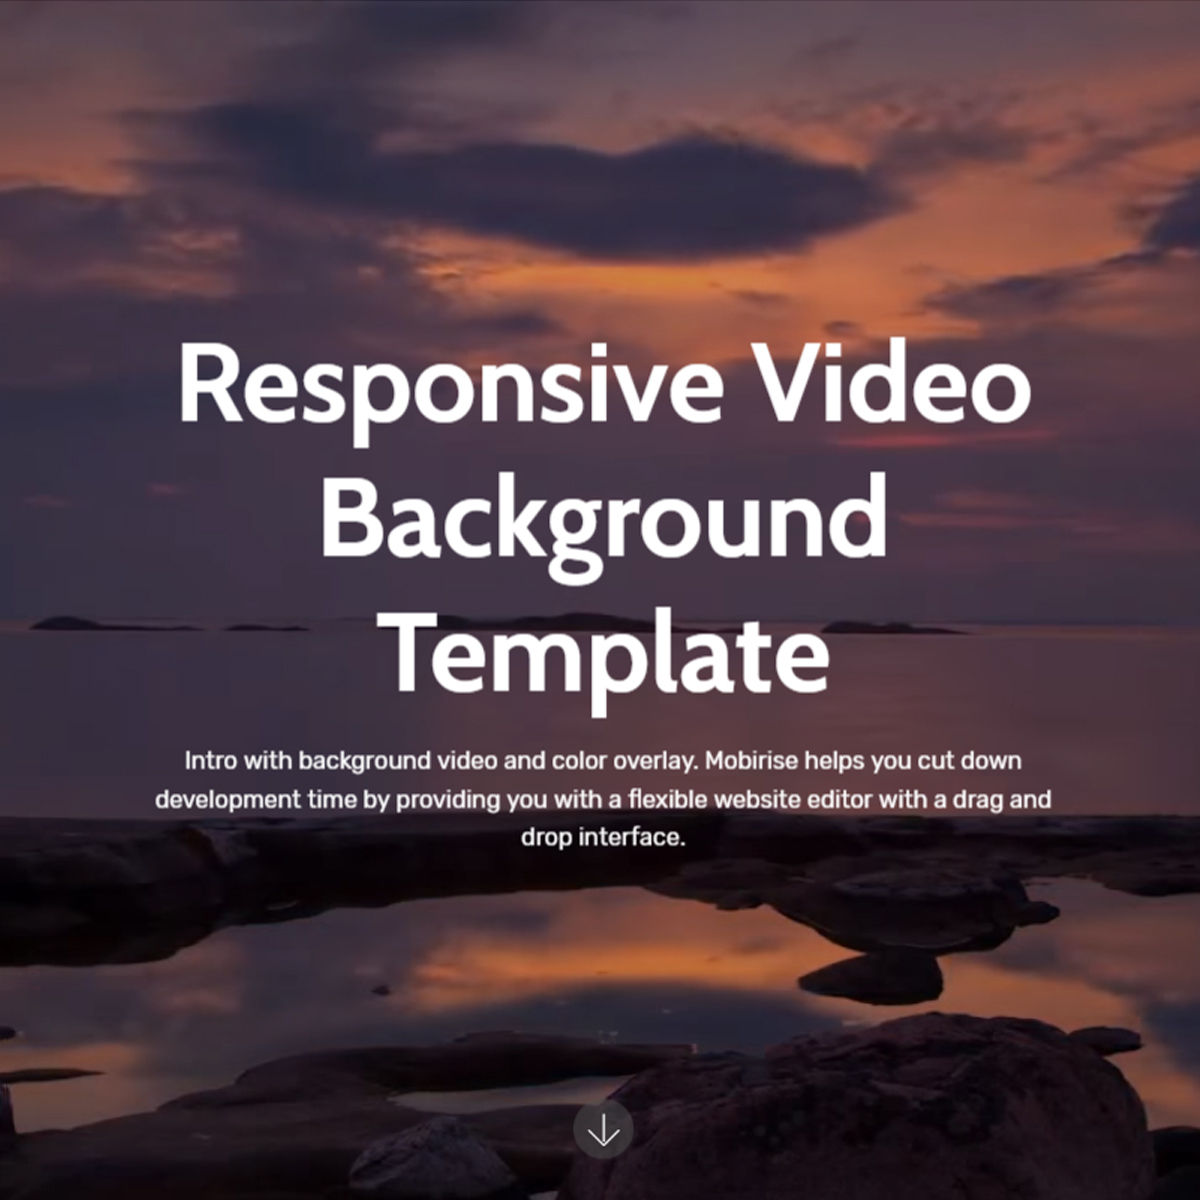 Responsive Video
Background
Template
Intro with background video and color overlay. Mobirise helps you cut down
development time by providing you with a flexible website editor with a drag and
drop interface.